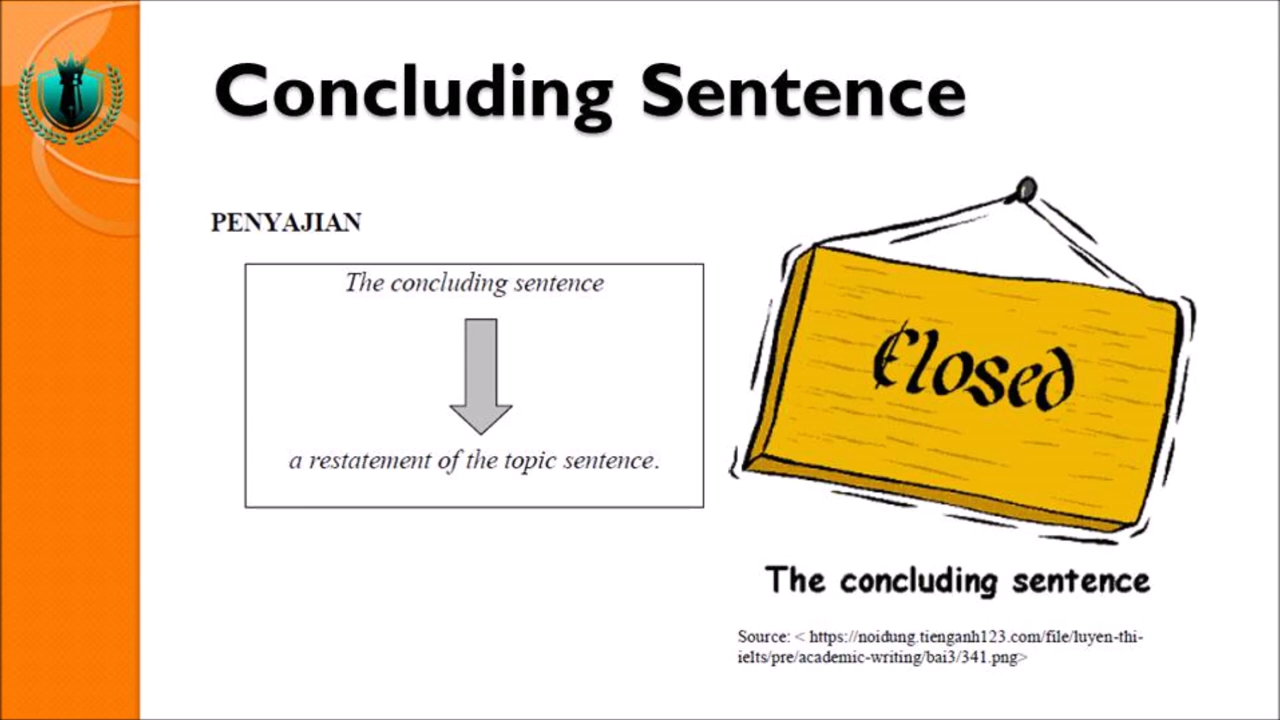 Concluding Sentence
PENYAJIAN
The concluding sentence
a restatement of the topic sentence.
Closed
The concluding sentence
Source: < https://noidung.tienganh123.com/file/luyen-thi-
ielts/pre/academic-writing/bai3/341.png>